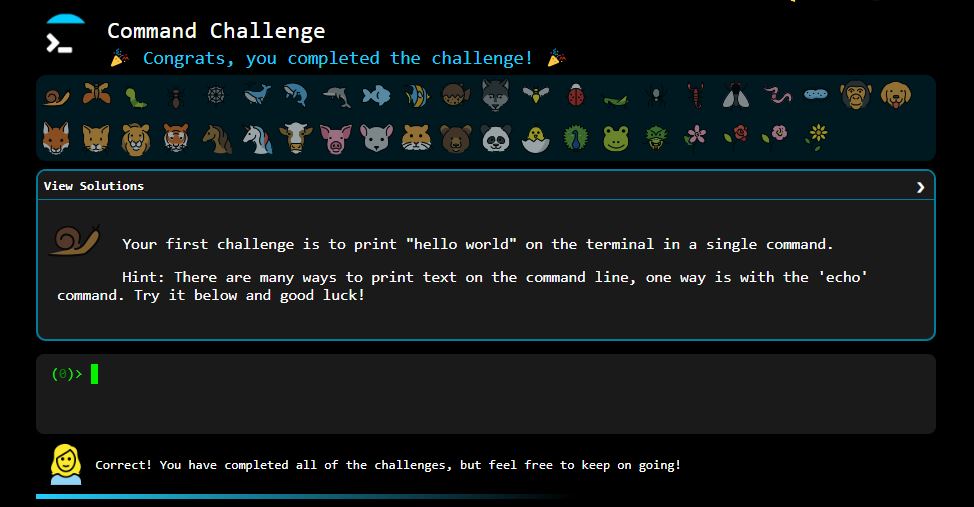 Command Challenge
🎉 Congrats, you completed the challenge! 🎉
View Solutions
Your first challenge is to print "hello world" on the terminal in a single command.
Hint: There are many ways to print text on the command line, one way is with the 'echo'
command. Try it below and good luck!
(0)>
Correct! You have completed all of the challenges, but feel free to keep on going!